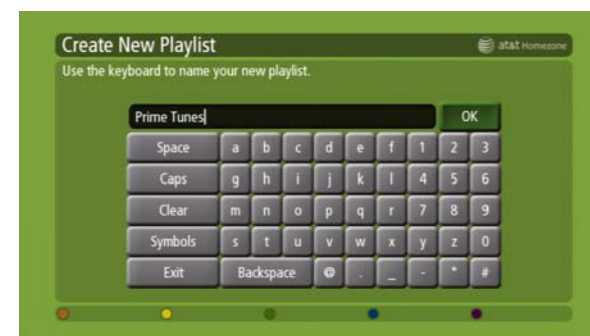 Create New Playlist
at&t Homezone
Use the keyboard to name your new playlist.
Prime Tunes
OK
Space a b c d e f 1 2 3
Caps g h i j k l 4 5 6
Clear m n o p q r 7 8 9
Symbols s t u v w x y z 0
Exit Backspace @ . _ - * #